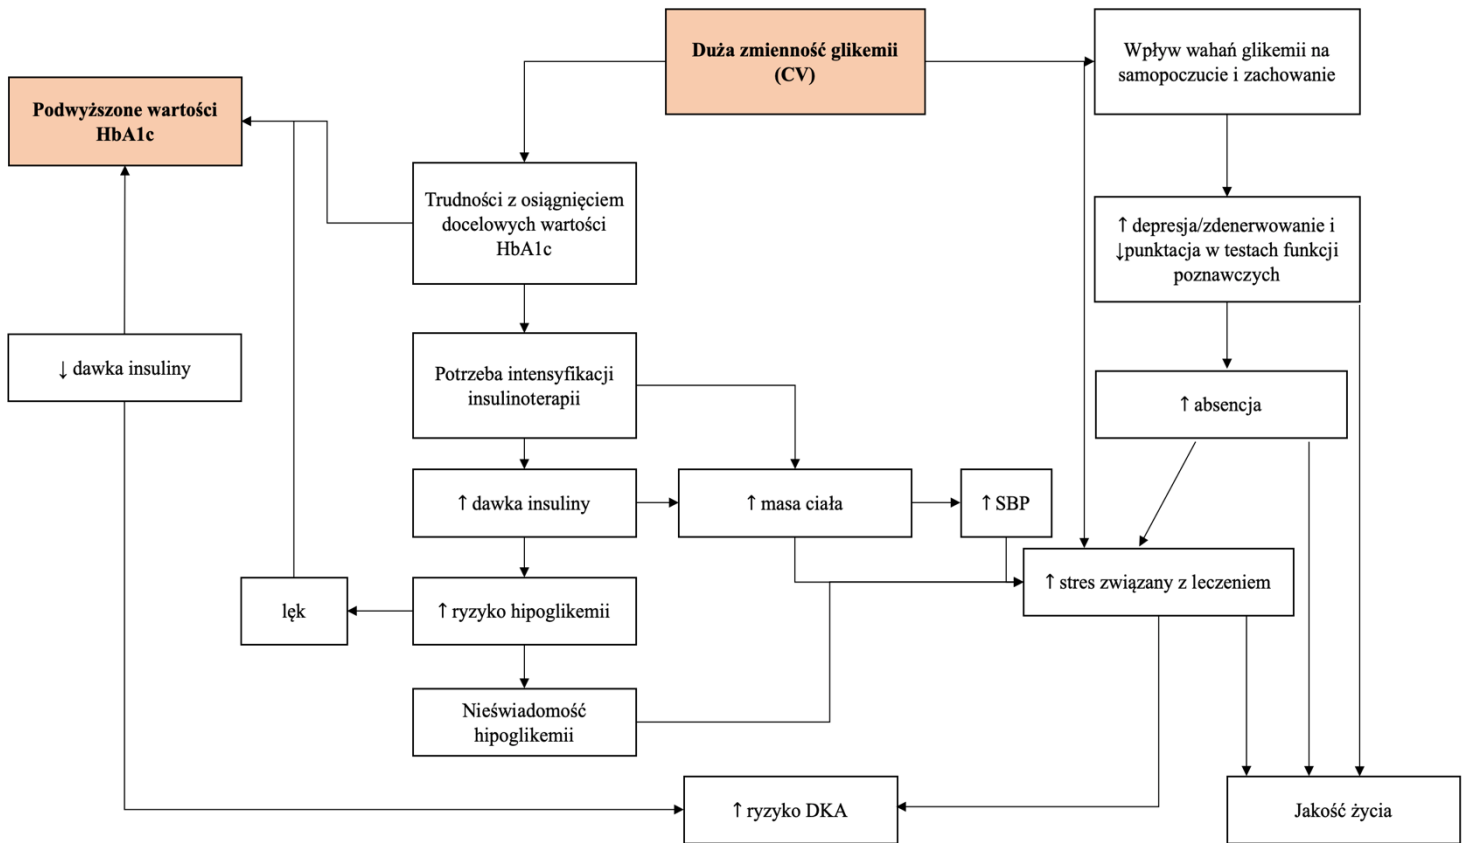 Duża zmienność glikemii
(CV)
Wpływ wahań glikemii na
samopoczucie i zachowanie
Podwyższone wartości
HbA1c
Trudności z osiągnięciem
docelowych wartości
HbA1c
↑ depresja/zdenerwowanie i
↓punktacja w testach funkcji
poznawczych
↓ dawka insuliny
Potrzeba intensyfikacji
insulinoterapii
↑ absencja
↑ dawka insuliny
↑ masa ciała
↑ SBP
↑ stres związany z leczeniem
lęk
↑ ryzyko hipoglikemii
Nieświadomość
hipoglikemii
↑ ryzyko DKA
Jakość życia